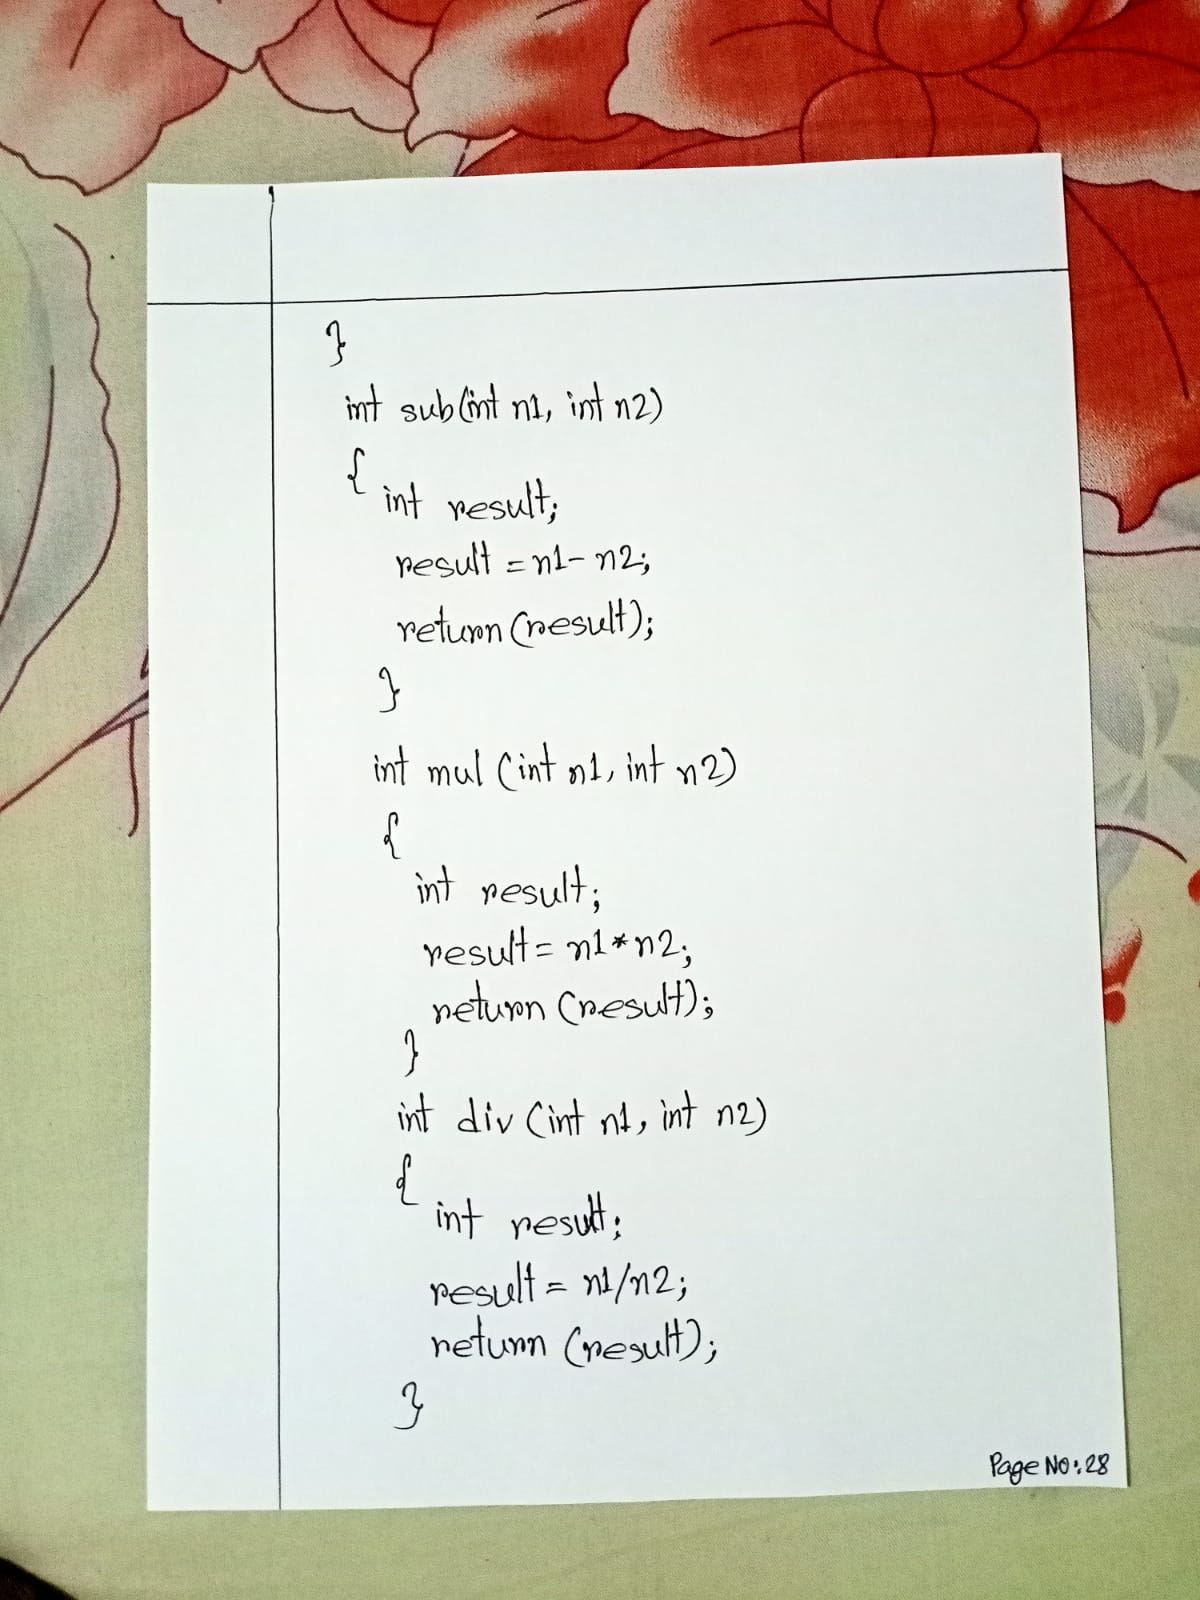 }
int sub(int n1, int n2)
{
int result;
result = n1- n2;
return(result);
}
int mul (int n1, int n2)
{
int result;
result = n1*n2;
return (result);
}
int div (int n1, int n2)
{
int result;
result = n1/n2;
return (result);
}
Page No: 28